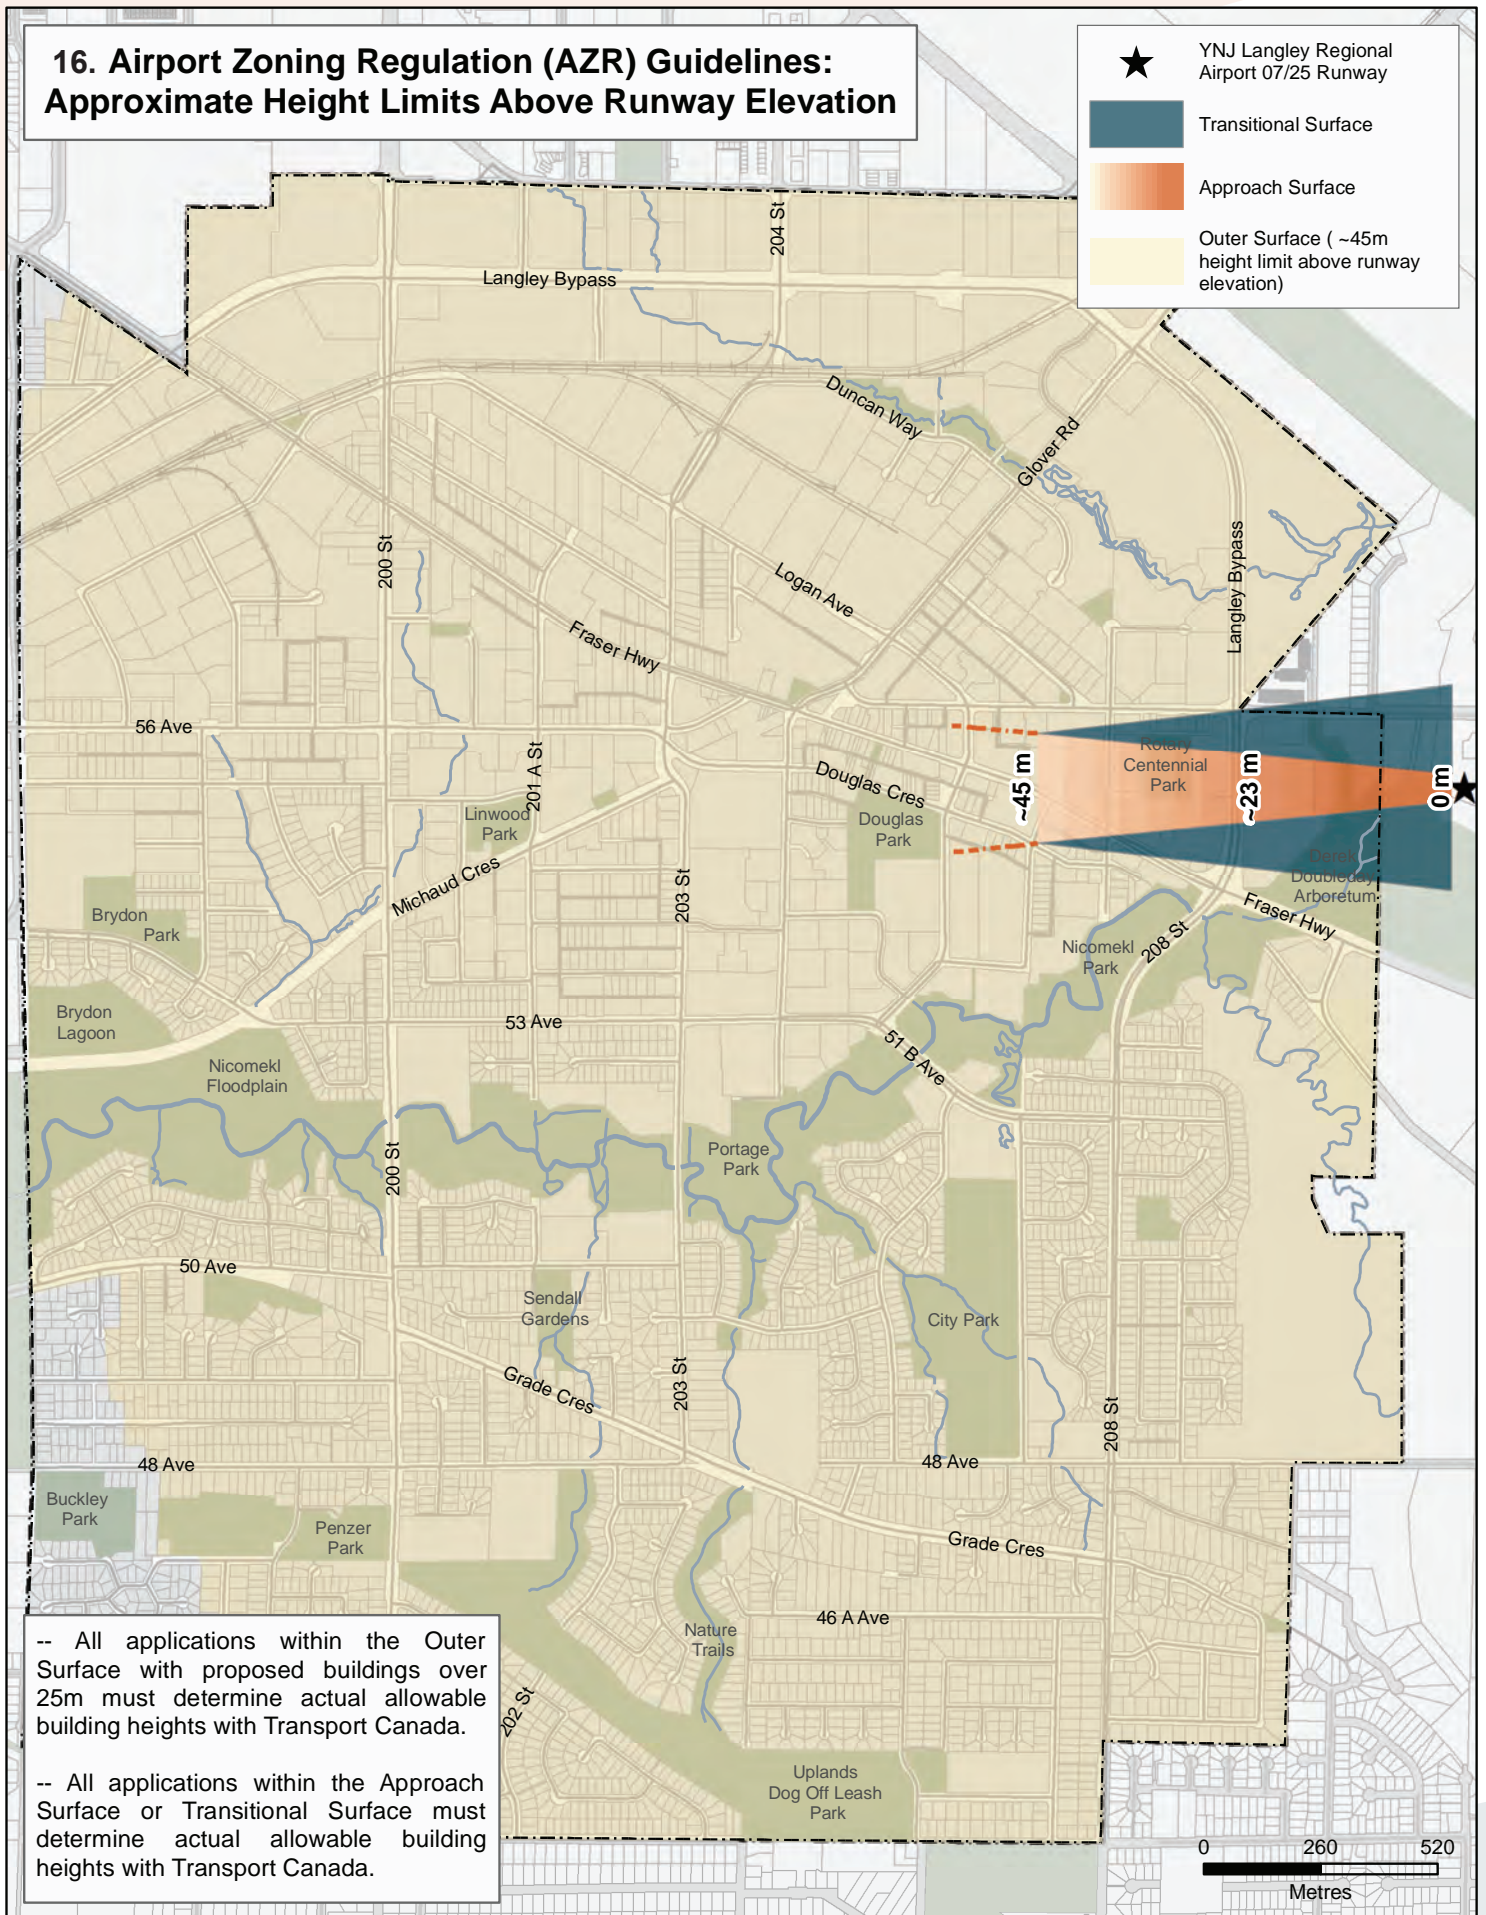 16. Airport Zoning Regulation (AZR) Guidelines:
Approximate Height Limits Above Runway Elevation
YNJ Langley Regional
Airport 07/25 Runway
Transitional Surface
Approach Surface
Outer Surface ( ~45m
height limit above runway
elevation)
204 St
Langley Bypass
Duncan Way
Glover Rd
200 St
Langley Bypass
Logan Ave
Fraser Hwy
56 Ave
201 A St
Rotary
Centennial
Park
~45 m
~23 m
0 m
Douglas Cres
Douglas
Park
Linwood
Park
Michaud Cres
203 St
Derek
Doubleday
Arboretum
Fraser Hwy
Brydon
Park
Nicomekl
Park
208 St
Brydon
Lagoon
53 Ave
51 B Ave
Nicomekl
Floodplain
200 St
Portage
Park
50 Ave
Sendall
Gardens
City Park
Grade Cres
203 St
208 St
48 Ave
48 Ave
Buckley
Park
Penzer
Park
Grade Cres
46 A Ave
Nature
Trails
202 St
Uplands
Dog Off Leash
Park
-- All applications within the Outer
Surface with proposed buildings over
25m must determine actual allowable
building heights with Transport Canada.
-- All applications within the Approach
Surface or Transitional Surface must
determine actual allowable building
heights with Transport Canada.
0 260 520
Metres